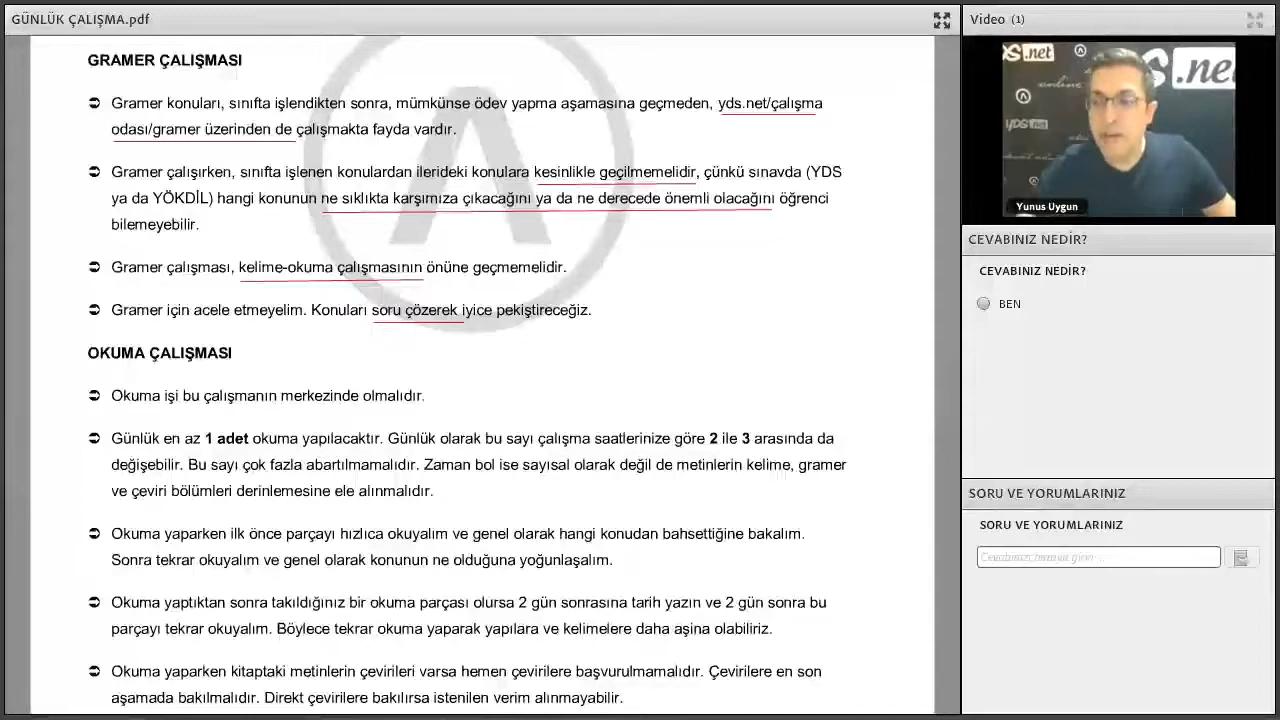 GÜNLÜK ÇALIŞMA.pdf
GRAMER ÇALIŞMASI
➲ Gramer konuları, sınıfta işlendikten sonra, mümkünse ödev yapma aşamasına geçmeden, yds.net/çalışma
odası/gramer üzerinden de çalışmakta fayda vardır.
➲ Gramer çalışırken, sınıfta işlenen konulardan ilerideki konulara kesinlikle geçilmemelidir, çünkü sınavda (YDS
ya da YÖKDİL) hangi konunun ne sıklıkta karşımıza çıkacağını ya da ne derecede önemli olacağını öğrenci
bilemeyebilir.
➲ Gramer çalışması, kelime-okuma çalışmasının önüne geçmemelidir.
➲ Gramer için acele etmeyelim. Konuları soru çözerek iyice pekiştireceğiz.
OKUMA ÇALIŞMASI
➲ Okuma işi bu çalışmanın merkezinde olmalıdır.
➲ Günlük en az 1 adet okuma yapılacaktır. Günlük olarak bu sayı çalışma saatlerinize göre 2 ile 3 arasında da
değişebilir. Bu sayı çok fazla abartılmamalıdır. Zaman bol ise sayısal olarak değil de metinlerin kelime, gramer
ve çeviri bölümleri derinlemesine ele alınmalıdır.
➲ Okuma yaparken ilk önce parçayı hızlıca okuyalım ve genel olarak hangi konudan bahsettiğine bakalım.
Sonra tekrar okuyalım ve genel olarak konunun ne olduğuna yoğunlaşalım.
➲ Okuma yaptıktan sonra takıldığınız bir okuma parçası olursa 2 gün sonrasına tarih yazın ve 2 gün sonra bu
parçayı tekrar okuyalım. Böylece tekrar okuma yaparak yapılara ve kelimelere daha aşina olabiliriz.
➲ Okuma yaparken kitaptaki metinlerin çevirileri varsa hemen çevirilere başvurulmamalıdır. Çevirilere en son
aşamada bakılmalıdır. Direkt çevirilere bakılırsa istenilen verim alınmayabilir.
Video (1)
YDS.net
Yunus Uygun
CEVABINIZ NEDİR?
CEVABINIZ NEDİR?
BEN
SORU VE YORUMLARINIZ
SORU VE YORUMLARINIZ